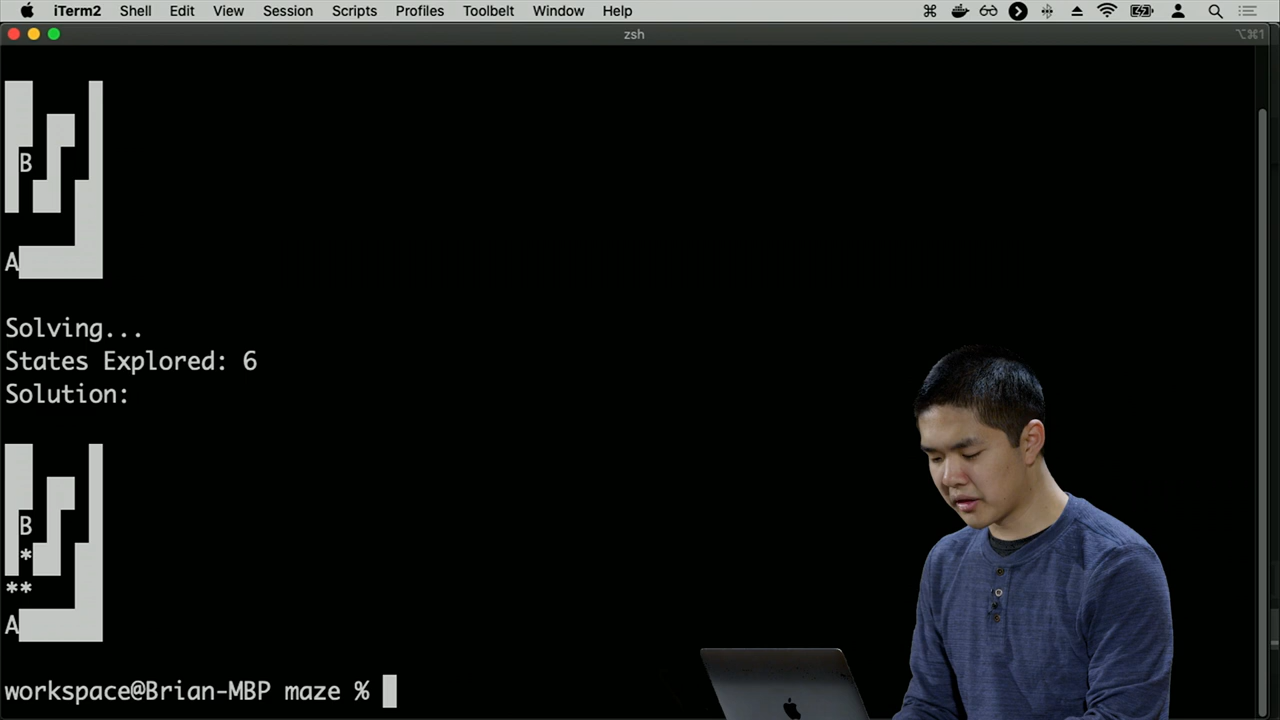 iTerm2 Shell Edit View Session Scripts Profiles Toolbelt Window Help
zsh
⌥⌘1
B
A
Solving...
States Explored: 6
Solution:
B
*
**
A
workspace@Brian-MBP maze %